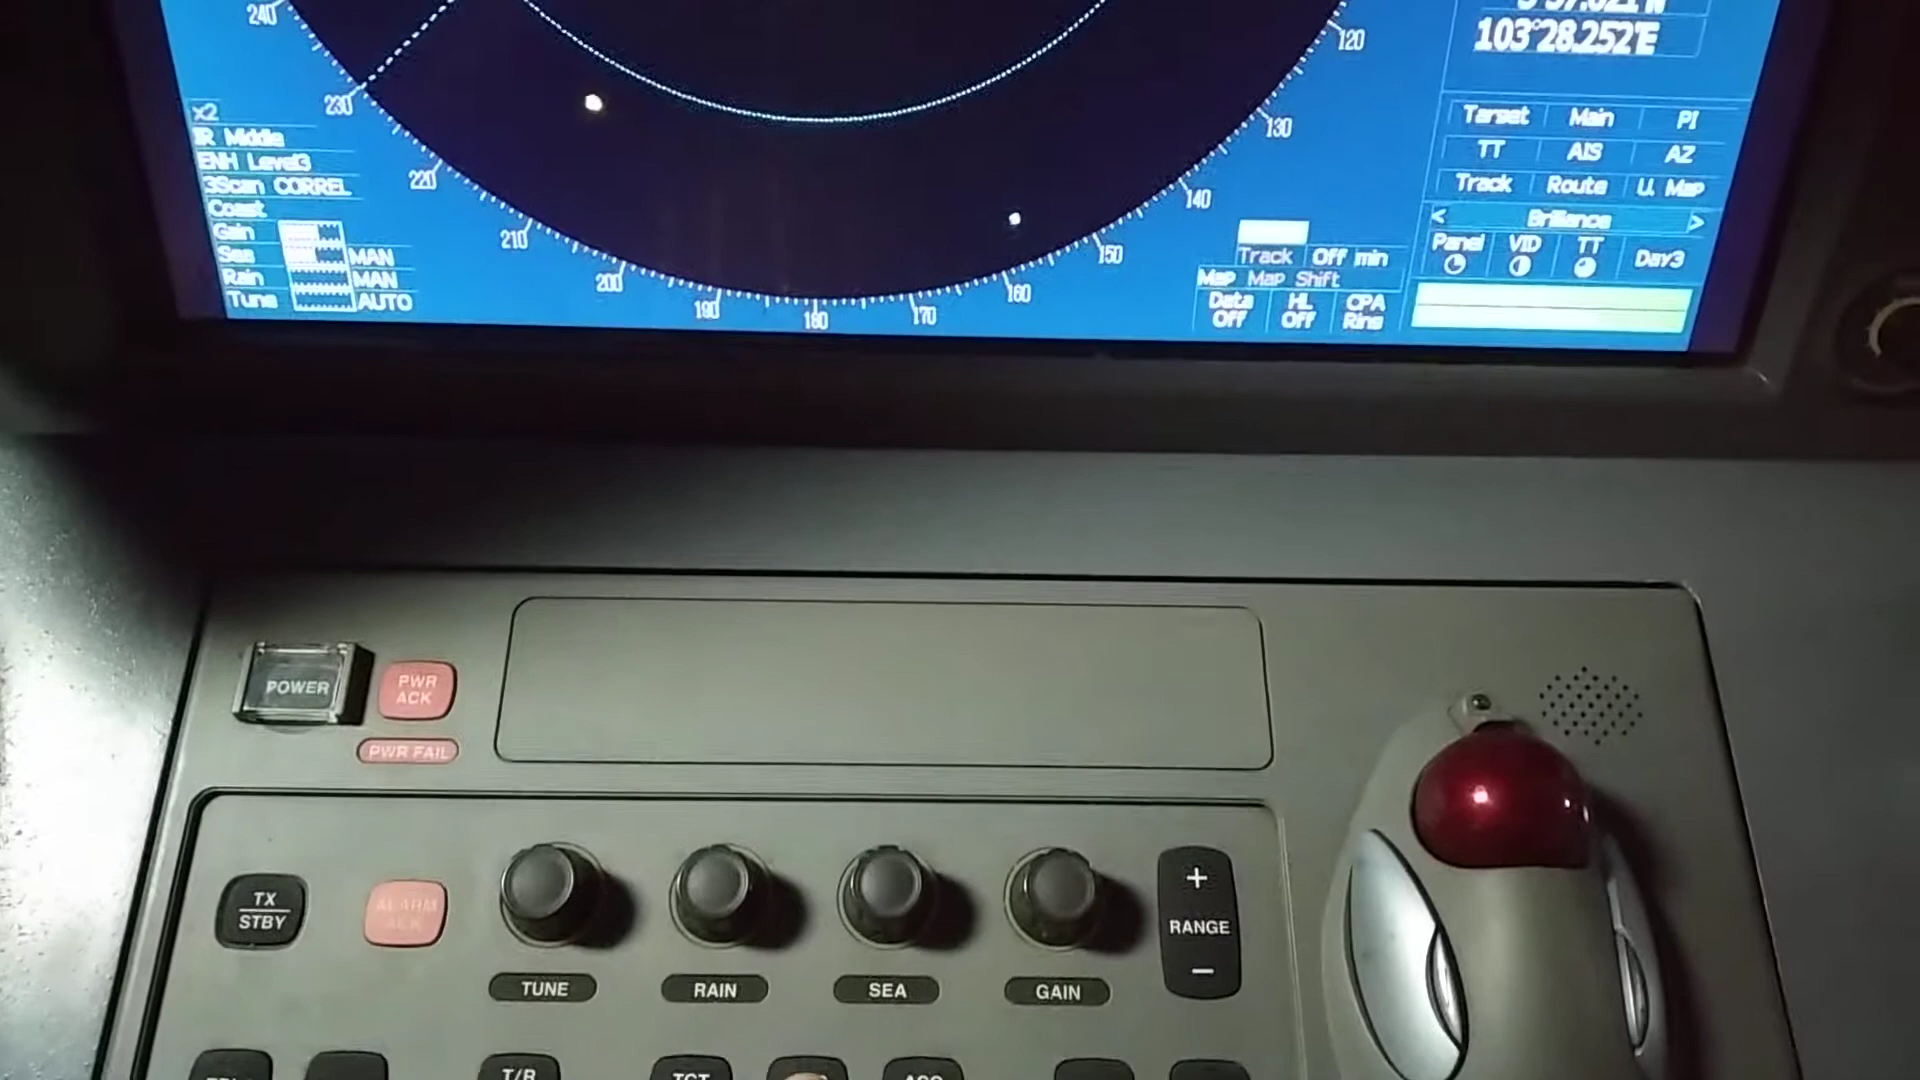 240
230
220
210
200
190
180
170
160
150
140
130
120
103°28.252'E
x2
IR Middle
ENH Level3
3Scan CORREL
Coast
Gain
Sea MAN
Rain MAN
Tune AUTO
Target Main PI
TT AIS AZ
Track Route U. Map
< Brilliance >
Panel VID TT Day3
Track Off min
Map Map Shift
Data HL CPA
Off Off Ring
POWER
PWR
ACK
PWR FAIL
TX
STBY
ALARM
ACK
TUNE
RAIN
SEA
GAIN
+
RANGE
−
T/R
TGT
ACQ